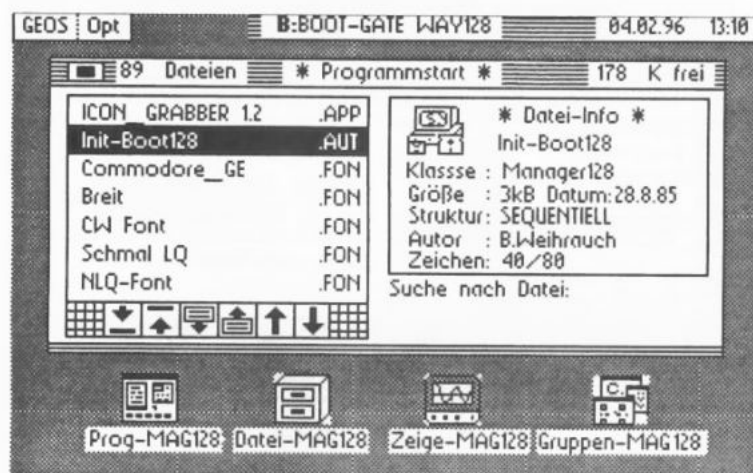 GEOS Opt B:BOOT-GATE WAY128 04.02.96 13:10
89 Dateien * Programmstart * 178 K frei
ICON_GRABBER 1.2 .APP
Init-Boot128 .AUT
Commodore_GE .FON
Breit .FON
CW Font .FON
Schmal LQ .FON
NLQ-Font .FON
* Datei-Info *
Init-Boot128
Klassse : Manager128
Größe : 3kB Datum:28.8.85
Struktur: SEQUENTIELL
Autor : B.Weihrauch
Zeichen: 40/80
Suche nach Datei:
Prog-MAG128 Datei-MAG128 Zeige-MAG128 Gruppen-MAG128